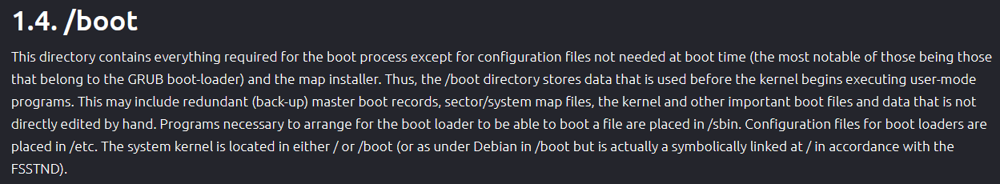 1.4. /boot
This directory contains everything required for the boot process except for configuration files not needed at boot time (the most notable of those being those
that belong to the GRUB boot-loader) and the map installer. Thus, the /boot directory stores data that is used before the kernel begins executing user-mode
programs. This may include redundant (back-up) master boot records, sector/system map files, the kernel and other important boot files and data that is not
directly edited by hand. Programs necessary to arrange for the boot loader to be able to boot a file are placed in /sbin. Configuration files for boot loaders are
placed in /etc. The system kernel is located in either / or /boot (or as under Debian in /boot but is actually a symbolically linked at / in accordance with the
FSSTND).